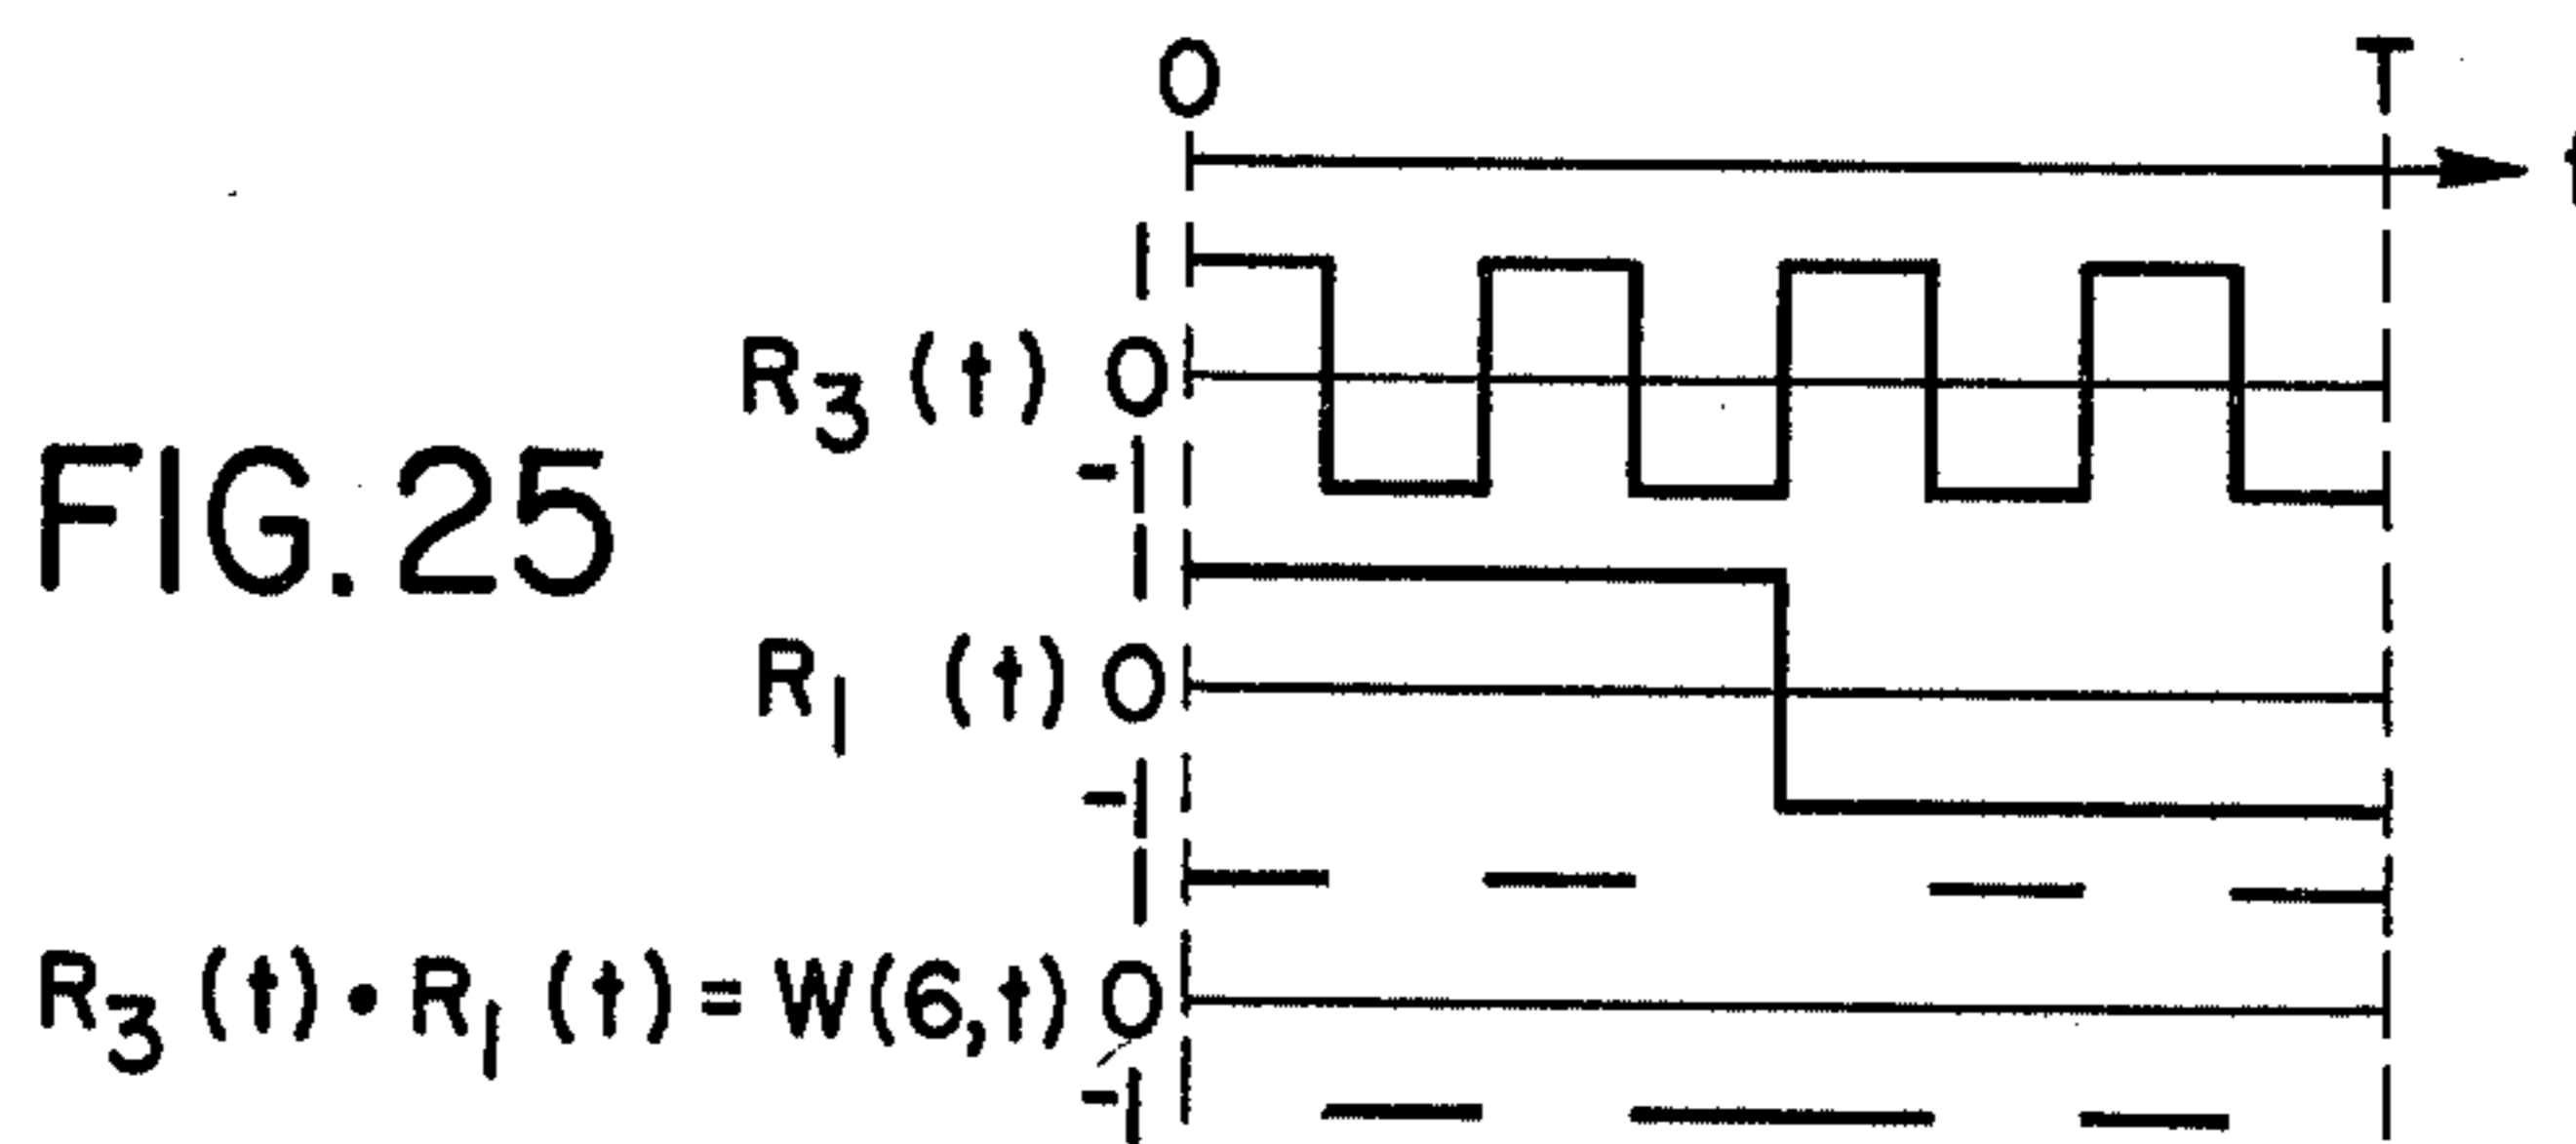 0 T
t
1
R3 (t) 0
-1
FIG. 25
1
R1 (t) 0
-1
1
R3 (t) • R1 (t) = W(6,t) 0
-1